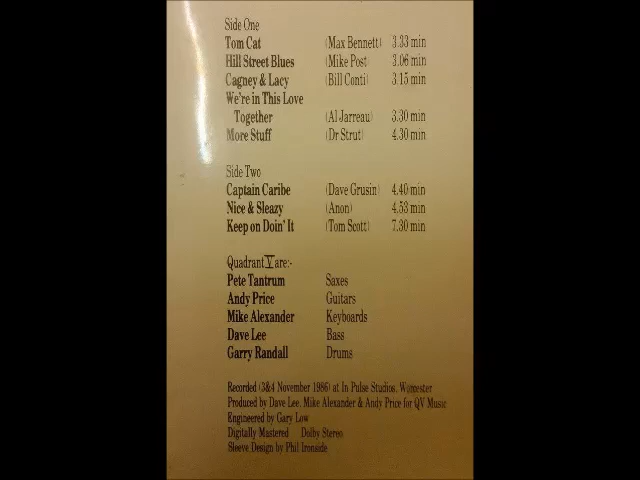 Side One
Tom Cat (Max Bennett) 3.33 min
Hill Street Blues (Mike Post) 3.06 min
Cagney & Lacy (Bill Conti) 3.15 min
We're in This Love
Together (Al Jarreau) 3.30 min
More Stuff (Dr Strut) 4.30 min
Side Two
Captain Caribe (Dave Grusin) 4.40 min
Nice & Sleazy (Anon) 4.53 min
Keep on Doin' It (Tom Scott) 7.30 min
Quadrant V are:-
Pete Tantrum Saxes
Andy Price Guitars
Mike Alexander Keyboards
Dave Lee Bass
Garry Randall Drums
Recorded (3&4 November 1986) at In Pulse Studios, Worcester
Produced by Dave Lee, Mike Alexander & Andy Price for QV Music
Engineered by Gary Low
Digitally Mastered Dolby Stereo
Sleeve Design by Phil Ironside